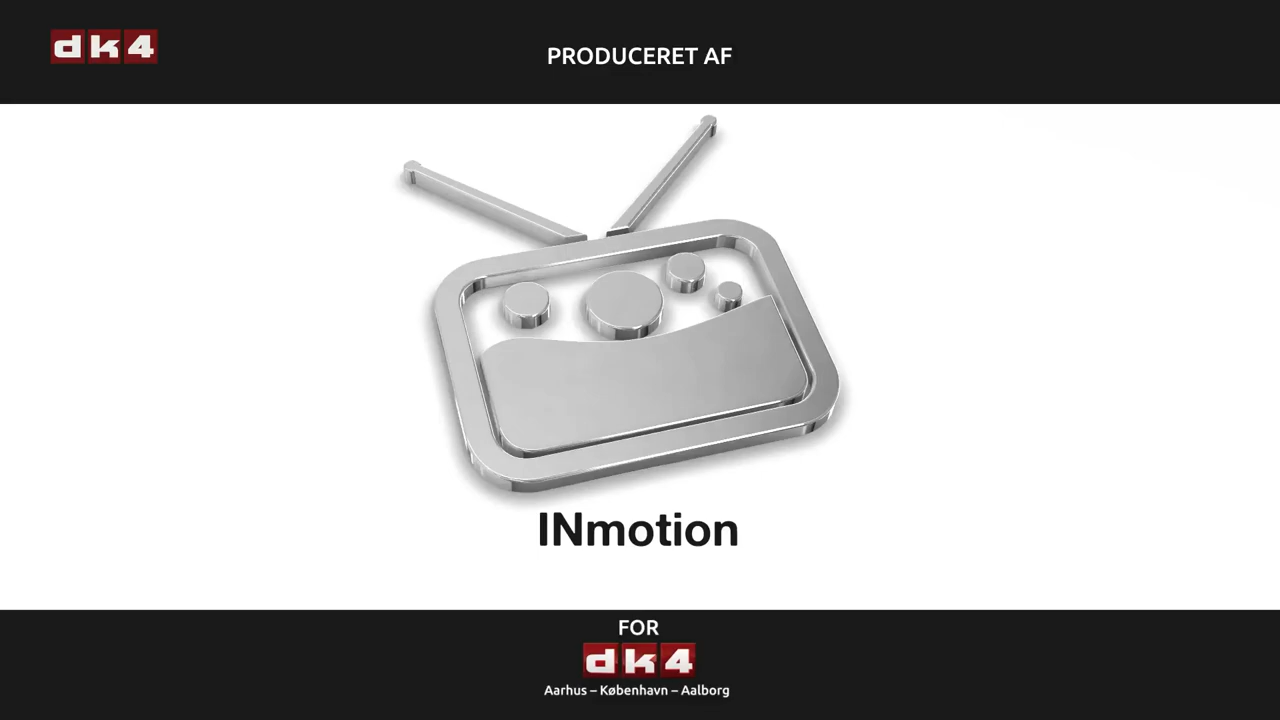 dk4
PRODUCERET AF
INmotion
FOR
dk4
Aarhus – København – Aalborg